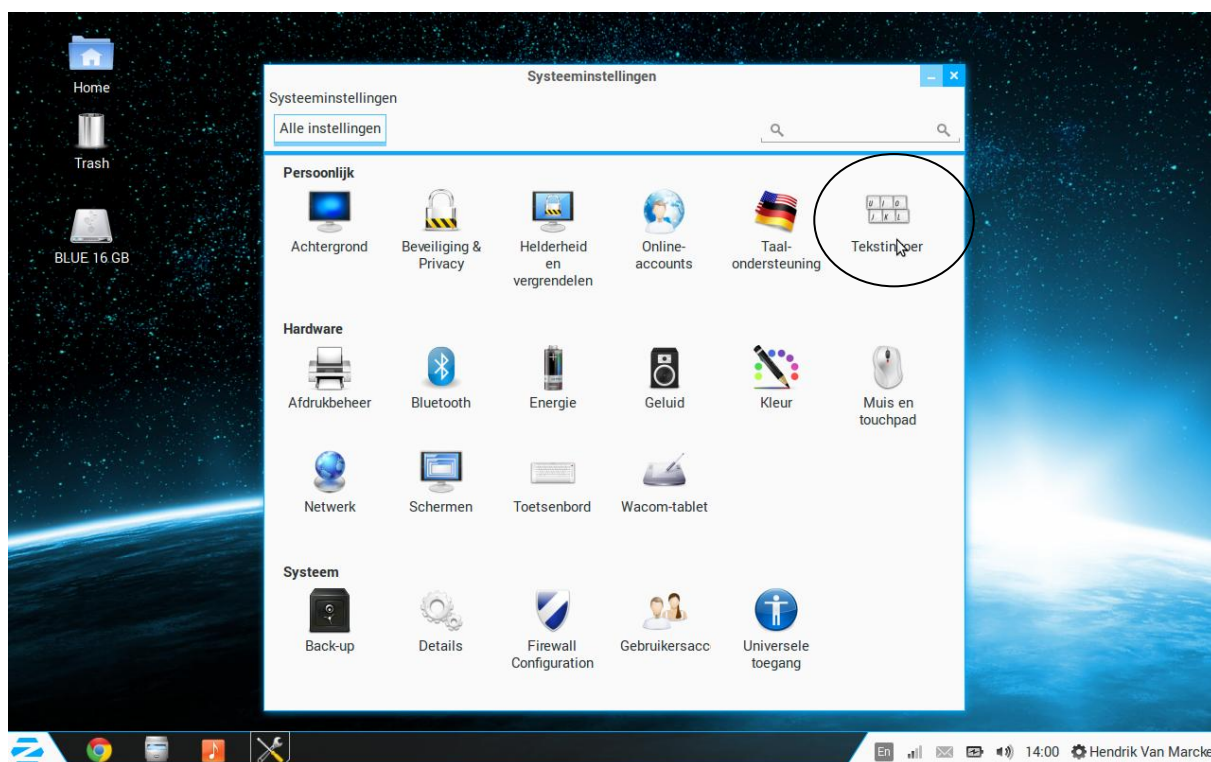 Home
Trash
BLUE 16 GB
Systeeminstellingen
Systeeminstellingen
Alle instellingen
Persoonlijk
Achtergrond
Beveiliging &
Privacy
Helderheid
en
vergrendelen
Online-
accounts
Taal-
ondersteuning
U I O
J K L
Hardware
Afdrukbeheer
Bluetooth
Energie
Geluid
Kleur
Muis en
touchpad
Netwerk
Schermen
Toetsenbord
Wacom-tablet
Systeem
Back-up
Details
Firewall
Configuration
Gebruikersacc
Universele
toegang
En
14:00
Hendrik Van Marcke